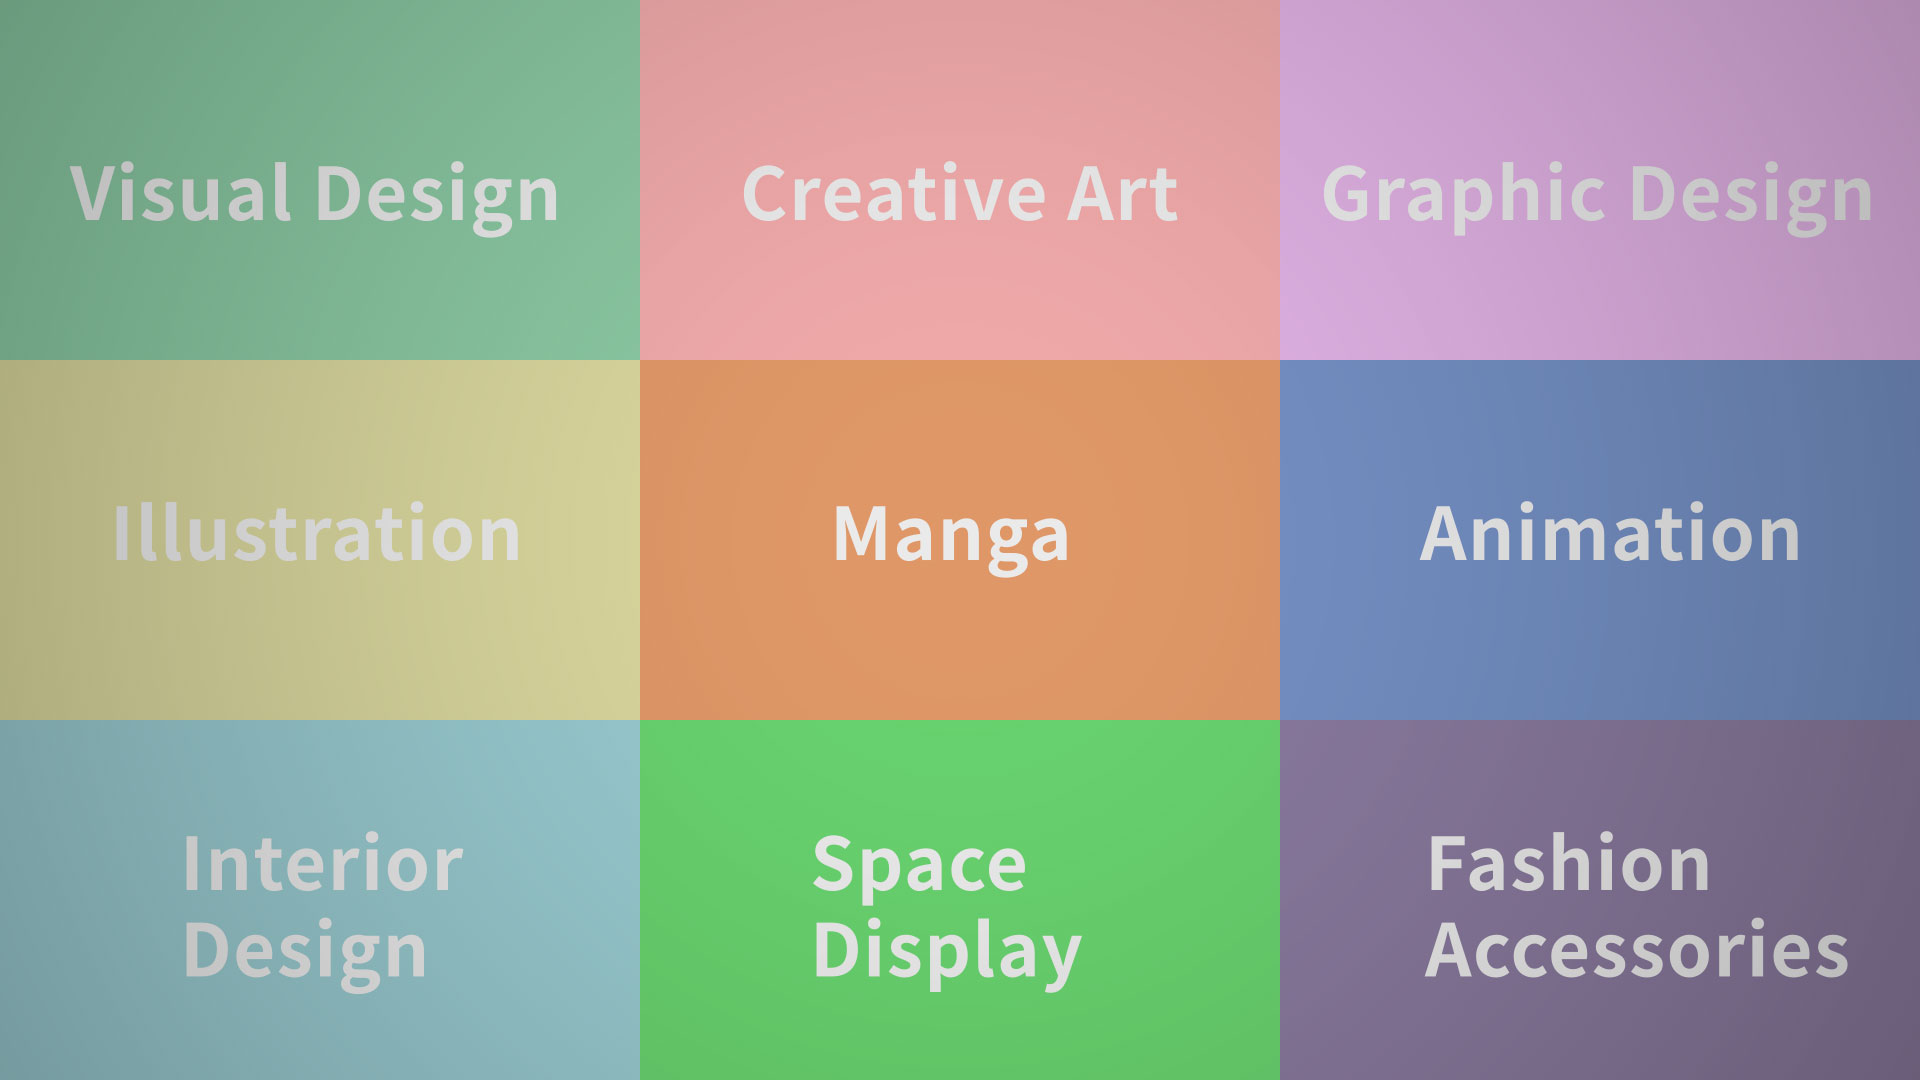 Visual Design
Creative Art
Graphic Design
Illustration
Manga
Animation
Interior
Design
Space
Display
Fashion
Accessories